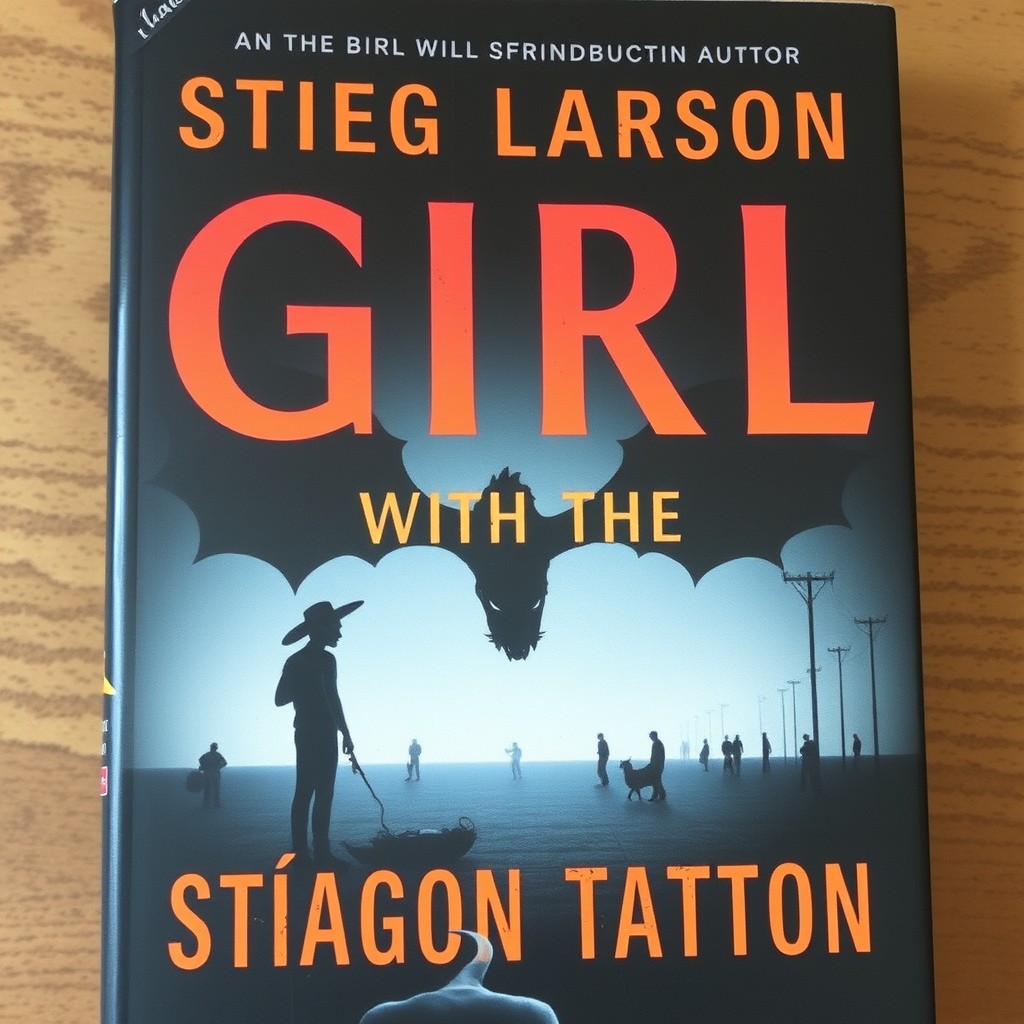 AN THE BIRL WILL SFRINDBUCTIN AUTTOR
STIEG LARSON
GIRL
WITH THE
STÍAGON TATTON